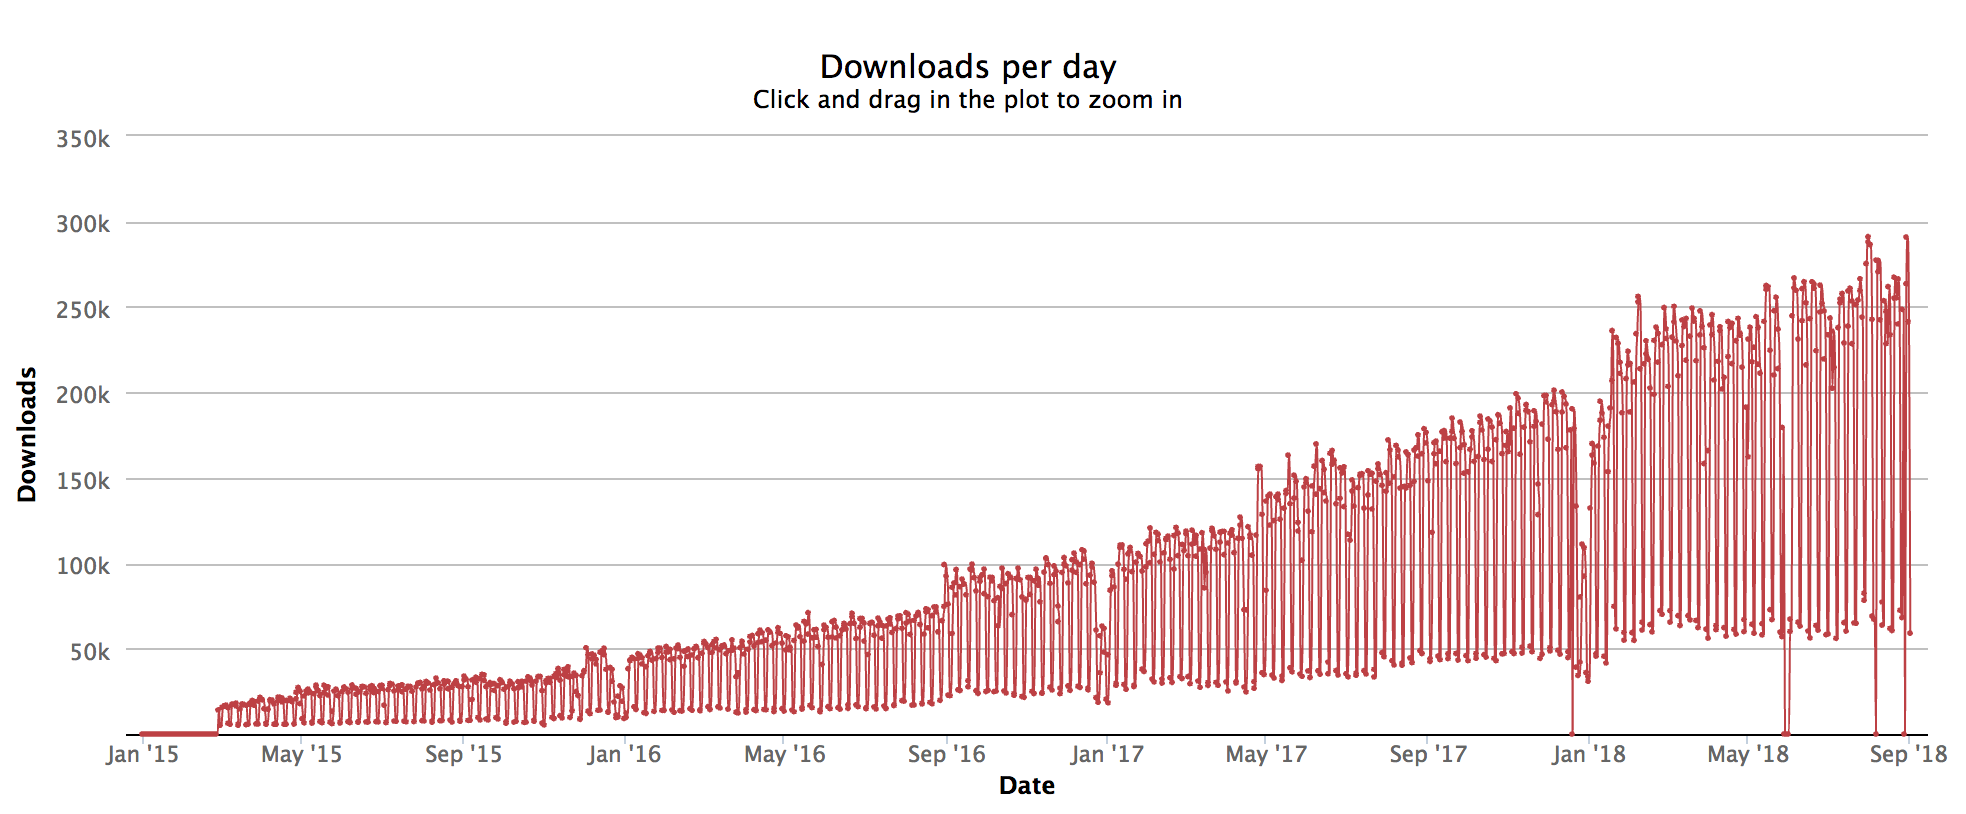 Downloads per day
Click and drag in the plot to zoom in
350k
300k
250k
200k
150k
100k
50k
Downloads
Jan '15 May '15 Sep '15 Jan '16 May '16 Sep '16 Jan '17 May '17 Sep '17 Jan '18 May '18 Sep '18
Date